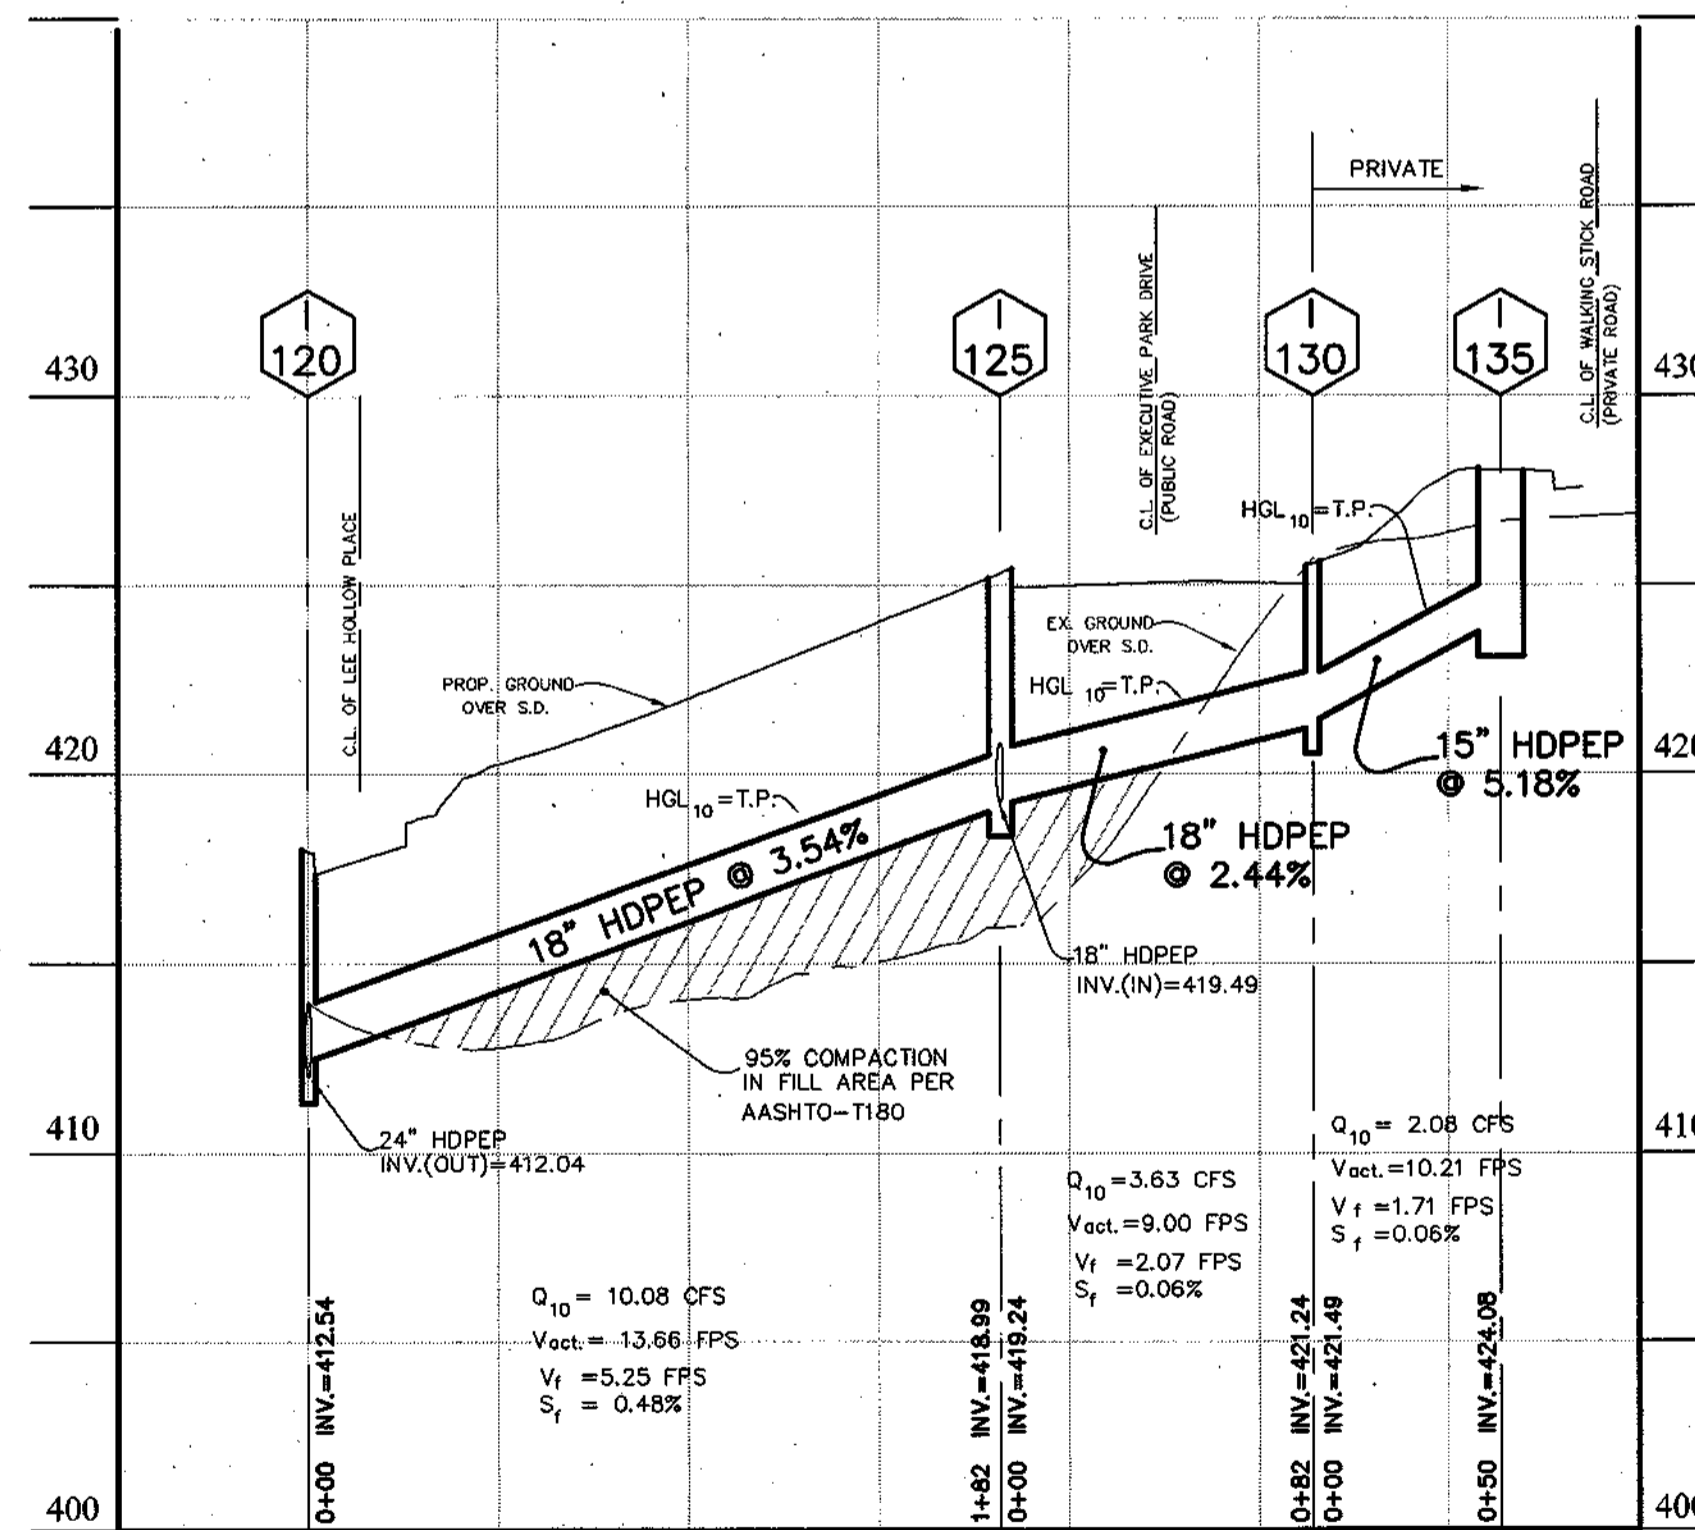 PRIVATE
C.L. OF WALKING STICK ROAD
(PRIVATE ROAD)
C.L. OF EXECUTIVE PARK DRIVE
(PUBLIC ROAD)
I
120
I
125
I
130
I
135
430
430
C.L. OF LEE HOLLOW PLACE
HGL10=T.P.
EX. GROUND
OVER S.D.
PROP. GROUND
OVER S.D.
HGL 10=T.P.
420
420
15" HDPEP
@ 5.18%
HGL10=T.P.
18" HDPEP @ 3.54%
18" HDPEP
@ 2.44%
18" HDPEP
INV.(IN)=419.49
95% COMPACTION
IN FILL AREA PER
AASHTO-T180
410
410
24" HDPEP
INV.(OUT)=412.04
Q10= 2.08 CFS
Vact.=10.21 FPS
Vf =1.71 FPS
Sf =0.06%
Q10=3.63 CFS
Vact.=9.00 FPS
Vf =2.07 FPS
Sf =0.06%
Q10= 10.08 CFS
Vact.= 13.66 FPS
Vf =5.25 FPS
Sf = 0.48%
0+00 INV.=412.54
1+82 INV.=418.99
0+00 INV.=419.24
0+82 INV.=421.24
0+00 INV.=421.49
0+50 INV.=424.08
400
400